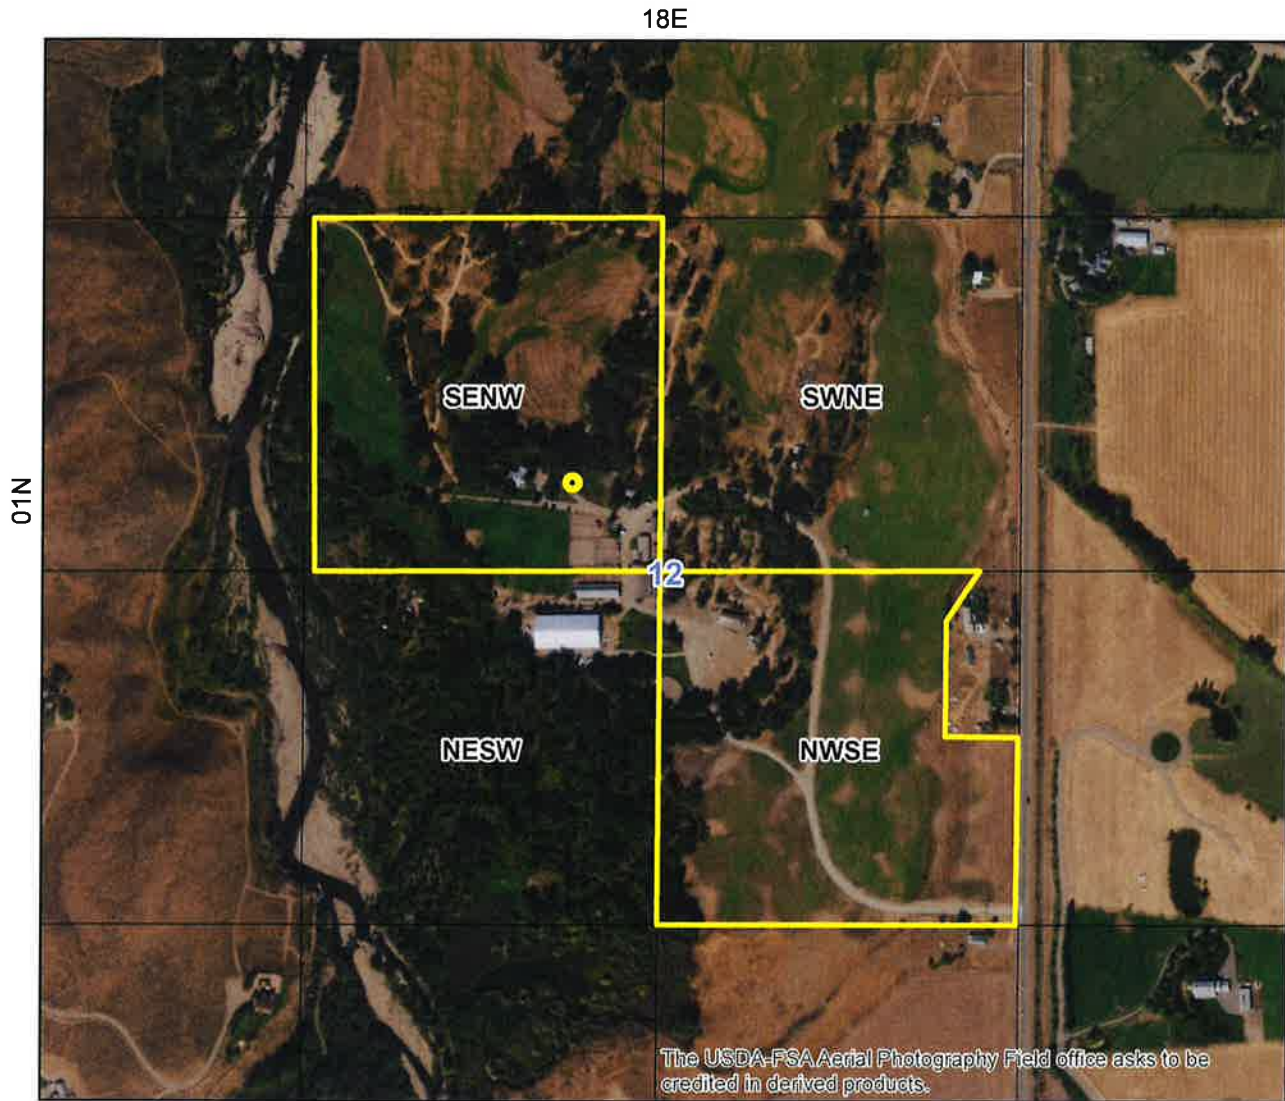 18E
01N
SENW
SWNE
12
NESW
NWSE
The USDA-FSA Aerial Photography Field office asks to be
credited in derived products.